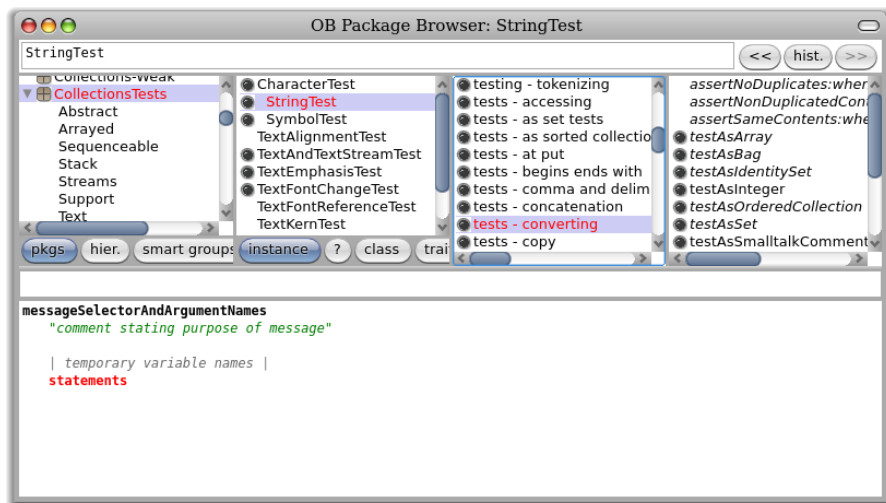 OB Package Browser: StringTest
StringTest
<< hist. >>
Collections-Weak
CollectionsTests
Abstract
Arrayed
Sequenceable
Stack
Streams
Support
Text
CharacterTest
StringTest
SymbolTest
TextAlignmentTest
TextAndTextStreamTest
TextEmphasisTest
TextFontChangeTest
TextFontReferenceTest
TextKernTest
testing - tokenizing
tests - accessing
tests - as set tests
tests - as sorted collectio
tests - at put
tests - begins ends with
tests - comma and delim
tests - concatenation
tests - converting
tests - copy
assertNoDuplicates:wher
assertNonDuplicatedCont
assertSameContents:whe
testAsArray
testAsBag
testAsIdentitySet
testAsInteger
testAsOrderedCollection
testAsSet
testAsSmalltalkComment
pkgs hier. smart groups instance ? class trai
messageSelectorAndArgumentNames
"comment stating purpose of message"
| temporary variable names |
statements